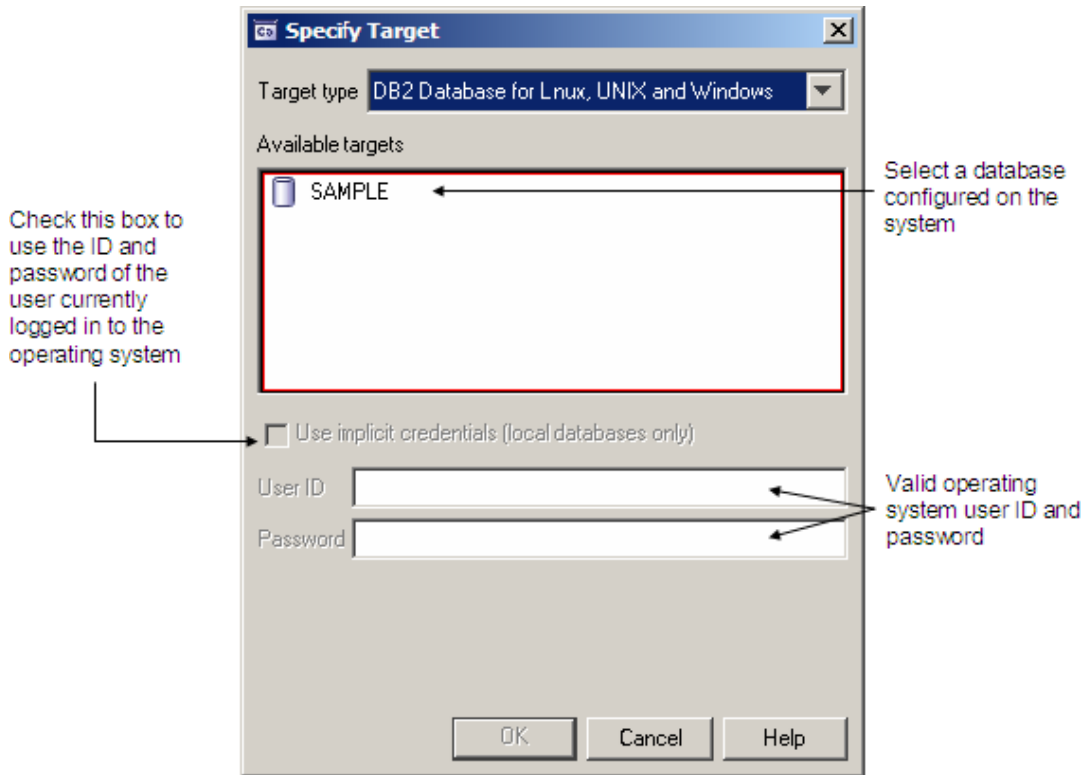 Specify Target
Target type DB2 Database for Lnux, UNIX and Windows
Available targets
SAMPLE
Select a database
configured on the
system
Check this box to
use the ID and
password of the
user currently
logged in to the
operating system
Use implicit credentials (local databases only)
User ID
Password
Valid operating
system user ID and
password
OK
Cancel
Help